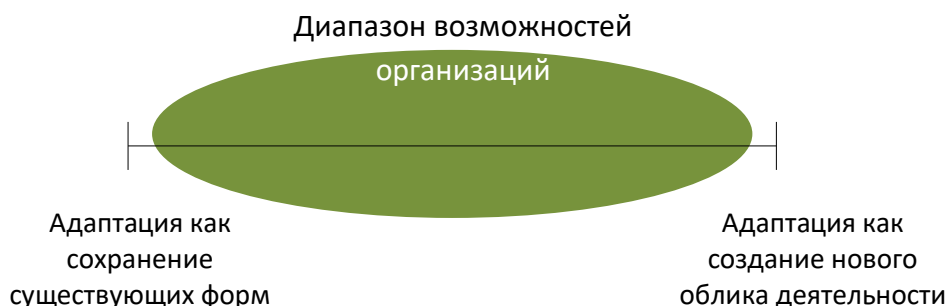 Диапазон возможностей
организаций
Адаптация как
сохранение
существующих форм
Адаптация как
создание нового
облика деятельности